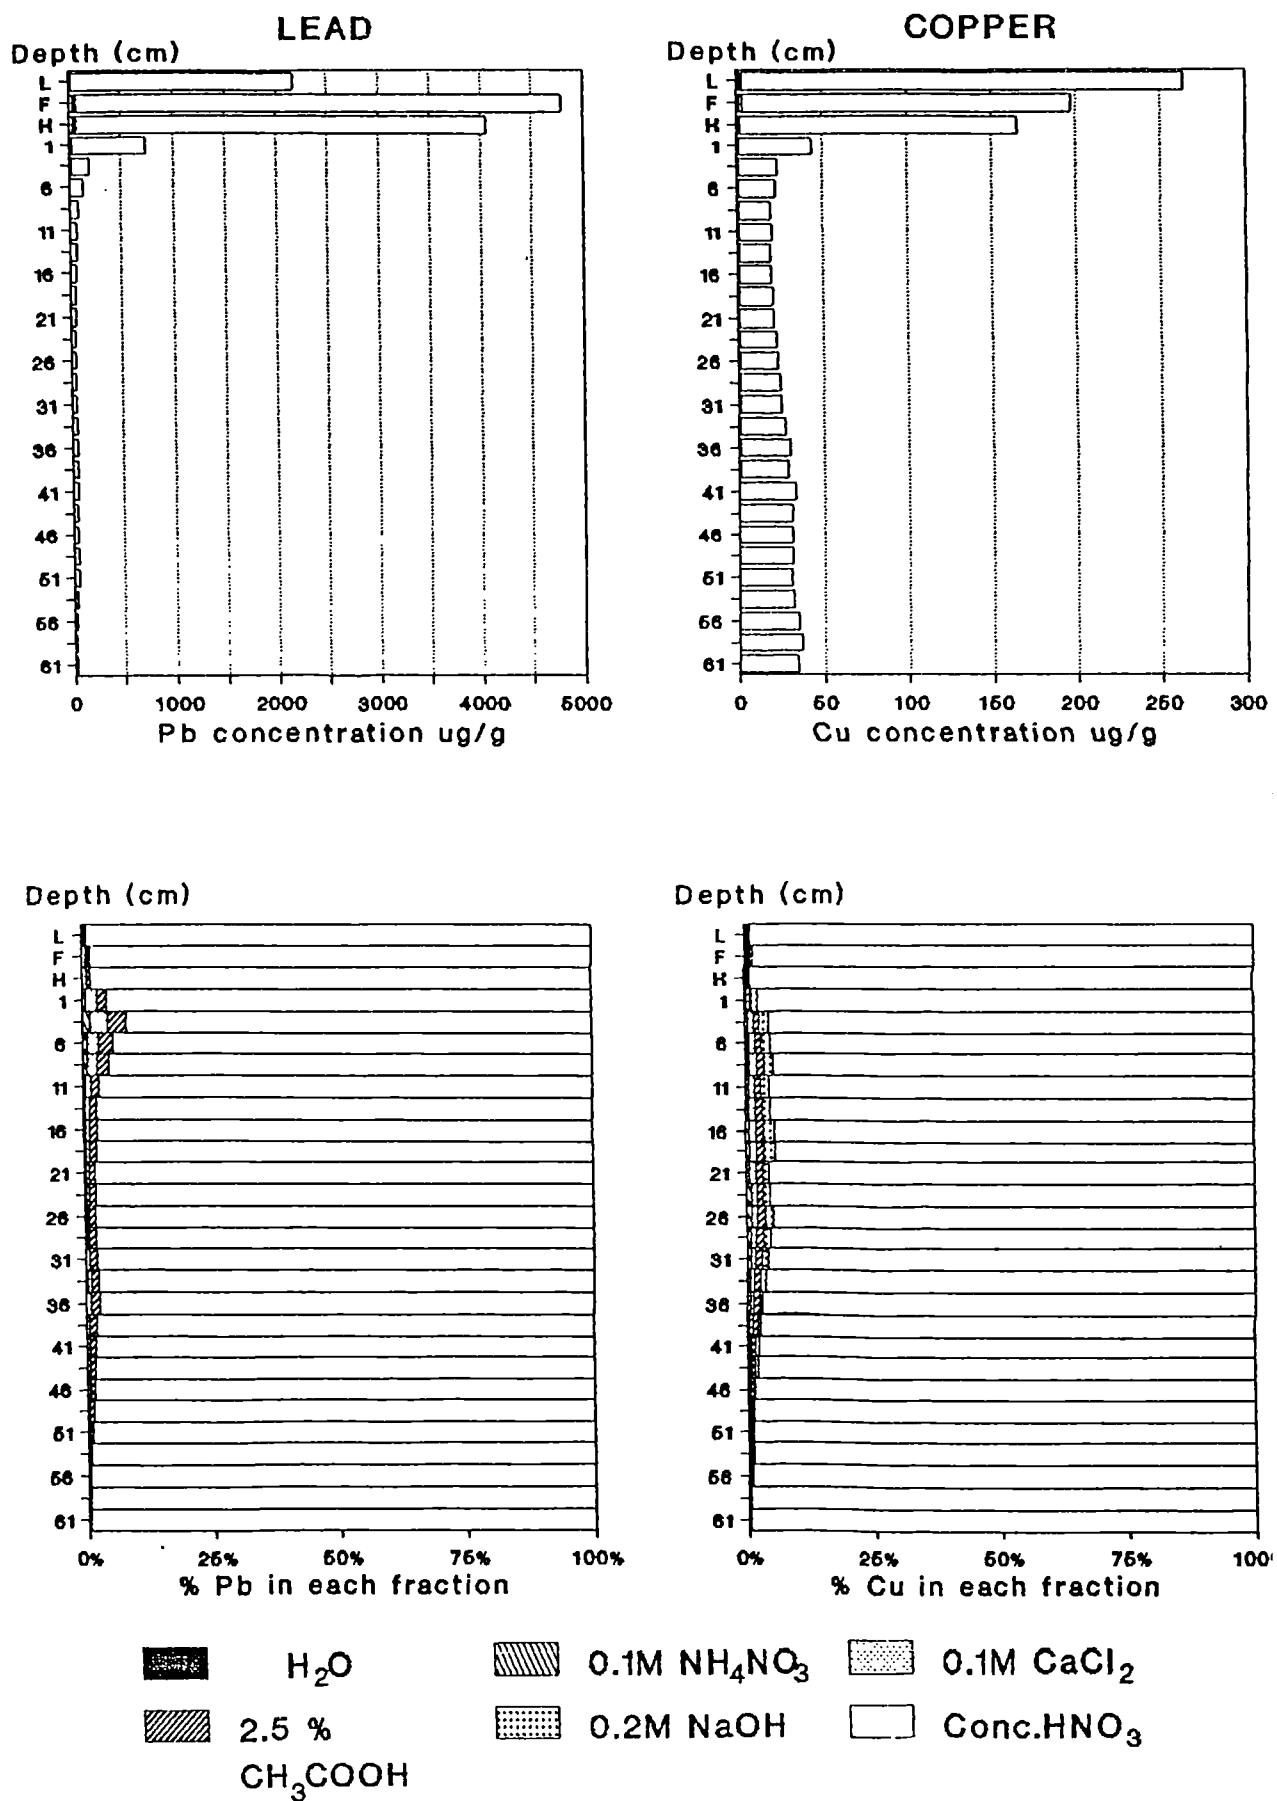 LEAD
Depth (cm)
L
F
H
1
6
11
16
21
26
31
36
41
46
51
56
61
0 1000 2000 3000 4000 5000
Pb concentration ug/g
COPPER
Depth (cm)
L
F
H
1
6
11
16
21
26
31
36
41
46
51
56
61
0 50 100 150 200 250 300
Cu concentration ug/g
Depth (cm)
L
F
H
1
6
11
16
21
26
31
36
41
46
51
56
61
0% 25% 50% 75% 100%
% Pb in each fraction
Depth (cm)
L
F
H
1
6
11
16
21
26
31
36
41
46
51
56
61
0% 25% 50% 75% 100%
% Cu in each fraction
H₂O 0.1M NH₄NO₃ 0.1M CaCl₂
2.5 % 0.2M NaOH Conc.HNO₃
CH₃COOH